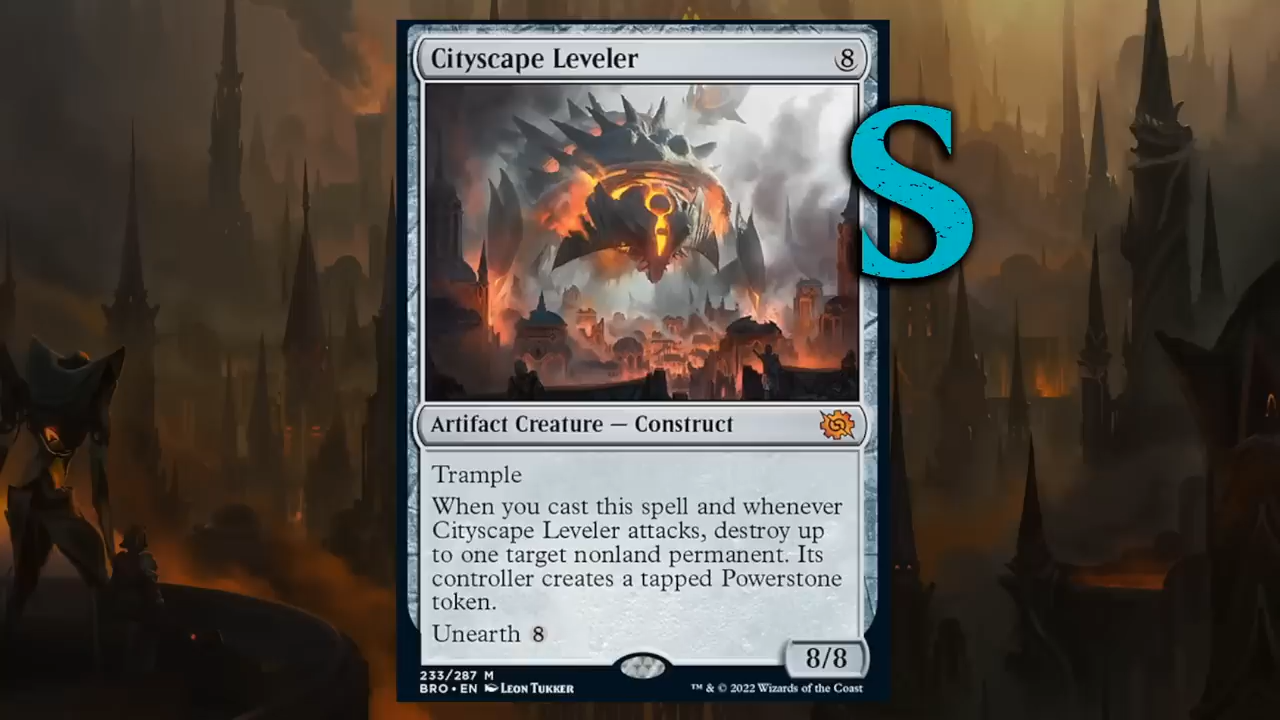 Cityscape Leveler 8
S
Artifact Creature — Construct
Trample
When you cast this spell and whenever
Cityscape Leveler attacks, destroy up
to one target nonland permanent. Its
controller creates a tapped Powerstone
token.
Unearth 8
8/8
233/287 M
BRO • EN Leon Tukker
™ & © 2022 Wizards of the Coast